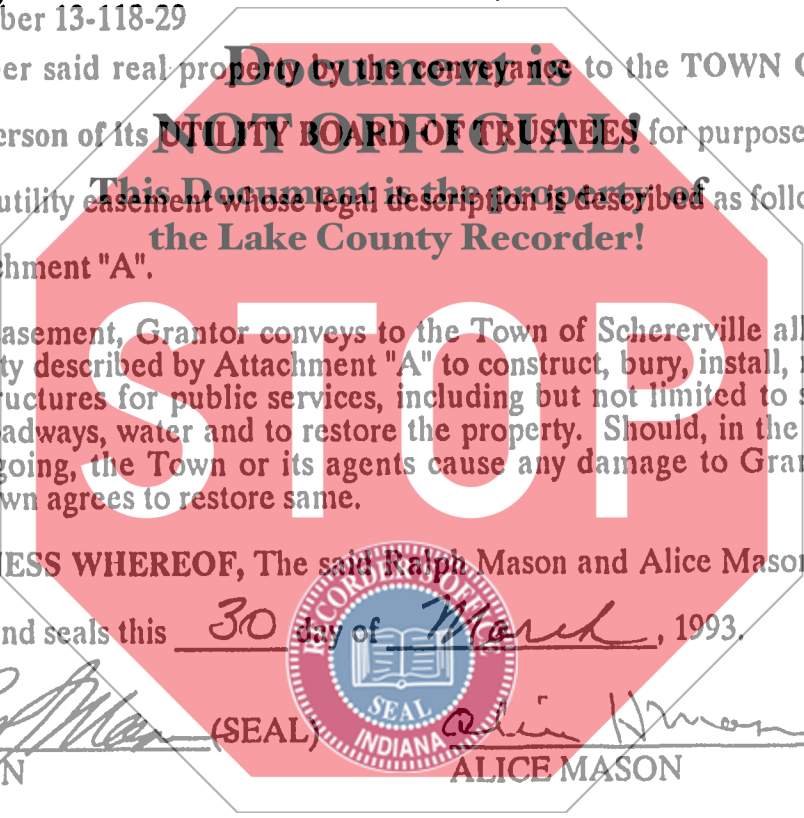 ber 13-118-29
er said real property by the conveyance to the TOWN
Document is
erson of its UTILITY BOARD OF TRUSTEES for purpose
NOT OFFICIAL!
utility easement whose legal description is described as follo
This Document is the property of
the Lake County Recorder!
chment "A".
asement, Grantor conveys to the Town of Schererville all
ty described by Attachment "A" to construct, bury, install,
ructures for public services, including but not limited to s
adways, water and to restore the property. Should, in the
going, the Town or its agents cause any damage to Gran
wn agrees to restore same.
STOP
NESS WHEREOF, The said Ralph Mason and Alice Mason
nd seals this 30 day of March, 1993.
RECORDER'S OFFICE
SEAL
INDIANA
(SEAL)
N
ALICE MASON